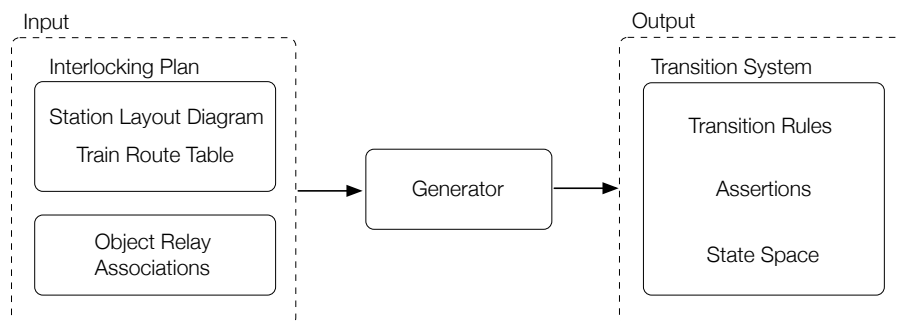 Input
Interlocking Plan
Station Layout Diagram
Train Route Table
Object Relay
Associations
Generator
Output
Transition System
Transition Rules
Assertions
State Space